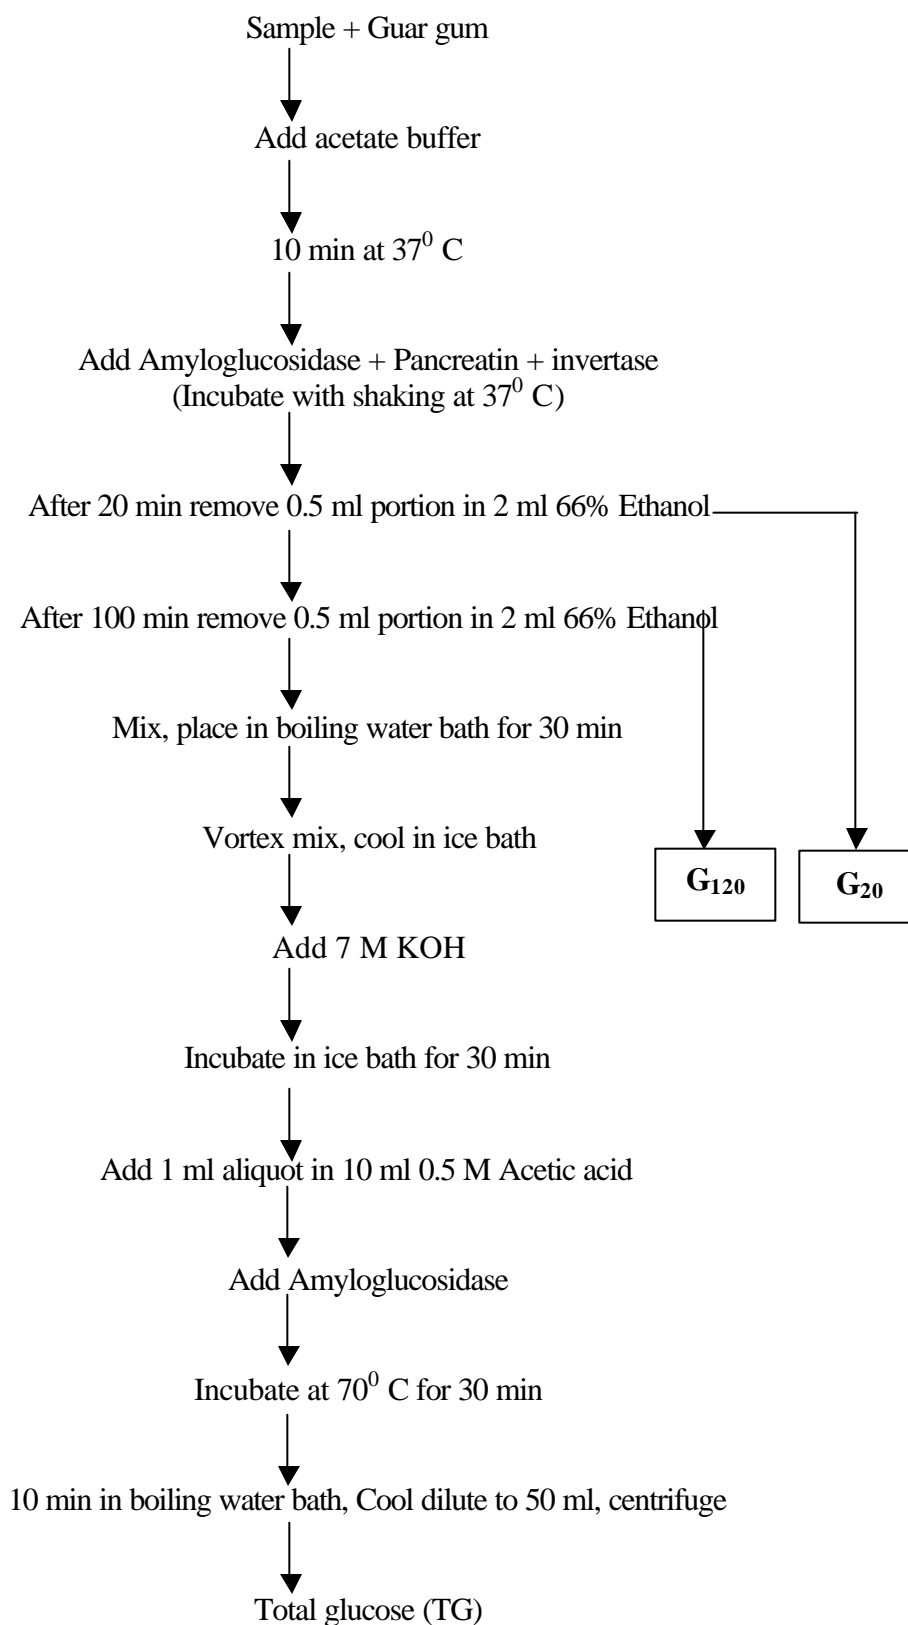 Sample + Guar gum
Add acetate buffer
10 min at 37⁰ C
Add Amyloglucosidase + Pancreatin + invertase
(Incubate with shaking at 37⁰ C)
After 20 min remove 0.5 ml portion in 2 ml 66% Ethanol
After 100 min remove 0.5 ml portion in 2 ml 66% Ethanol
Mix, place in boiling water bath for 30 min
Vortex mix, cool in ice bath
G₁₂₀
G₂₀
Add 7 M KOH
Incubate in ice bath for 30 min
Add 1 ml aliquot in 10 ml 0.5 M Acetic acid
Add Amyloglucosidase
Incubate at 70⁰ C for 30 min
10 min in boiling water bath, Cool dilute to 50 ml, centrifuge
Total glucose (TG)